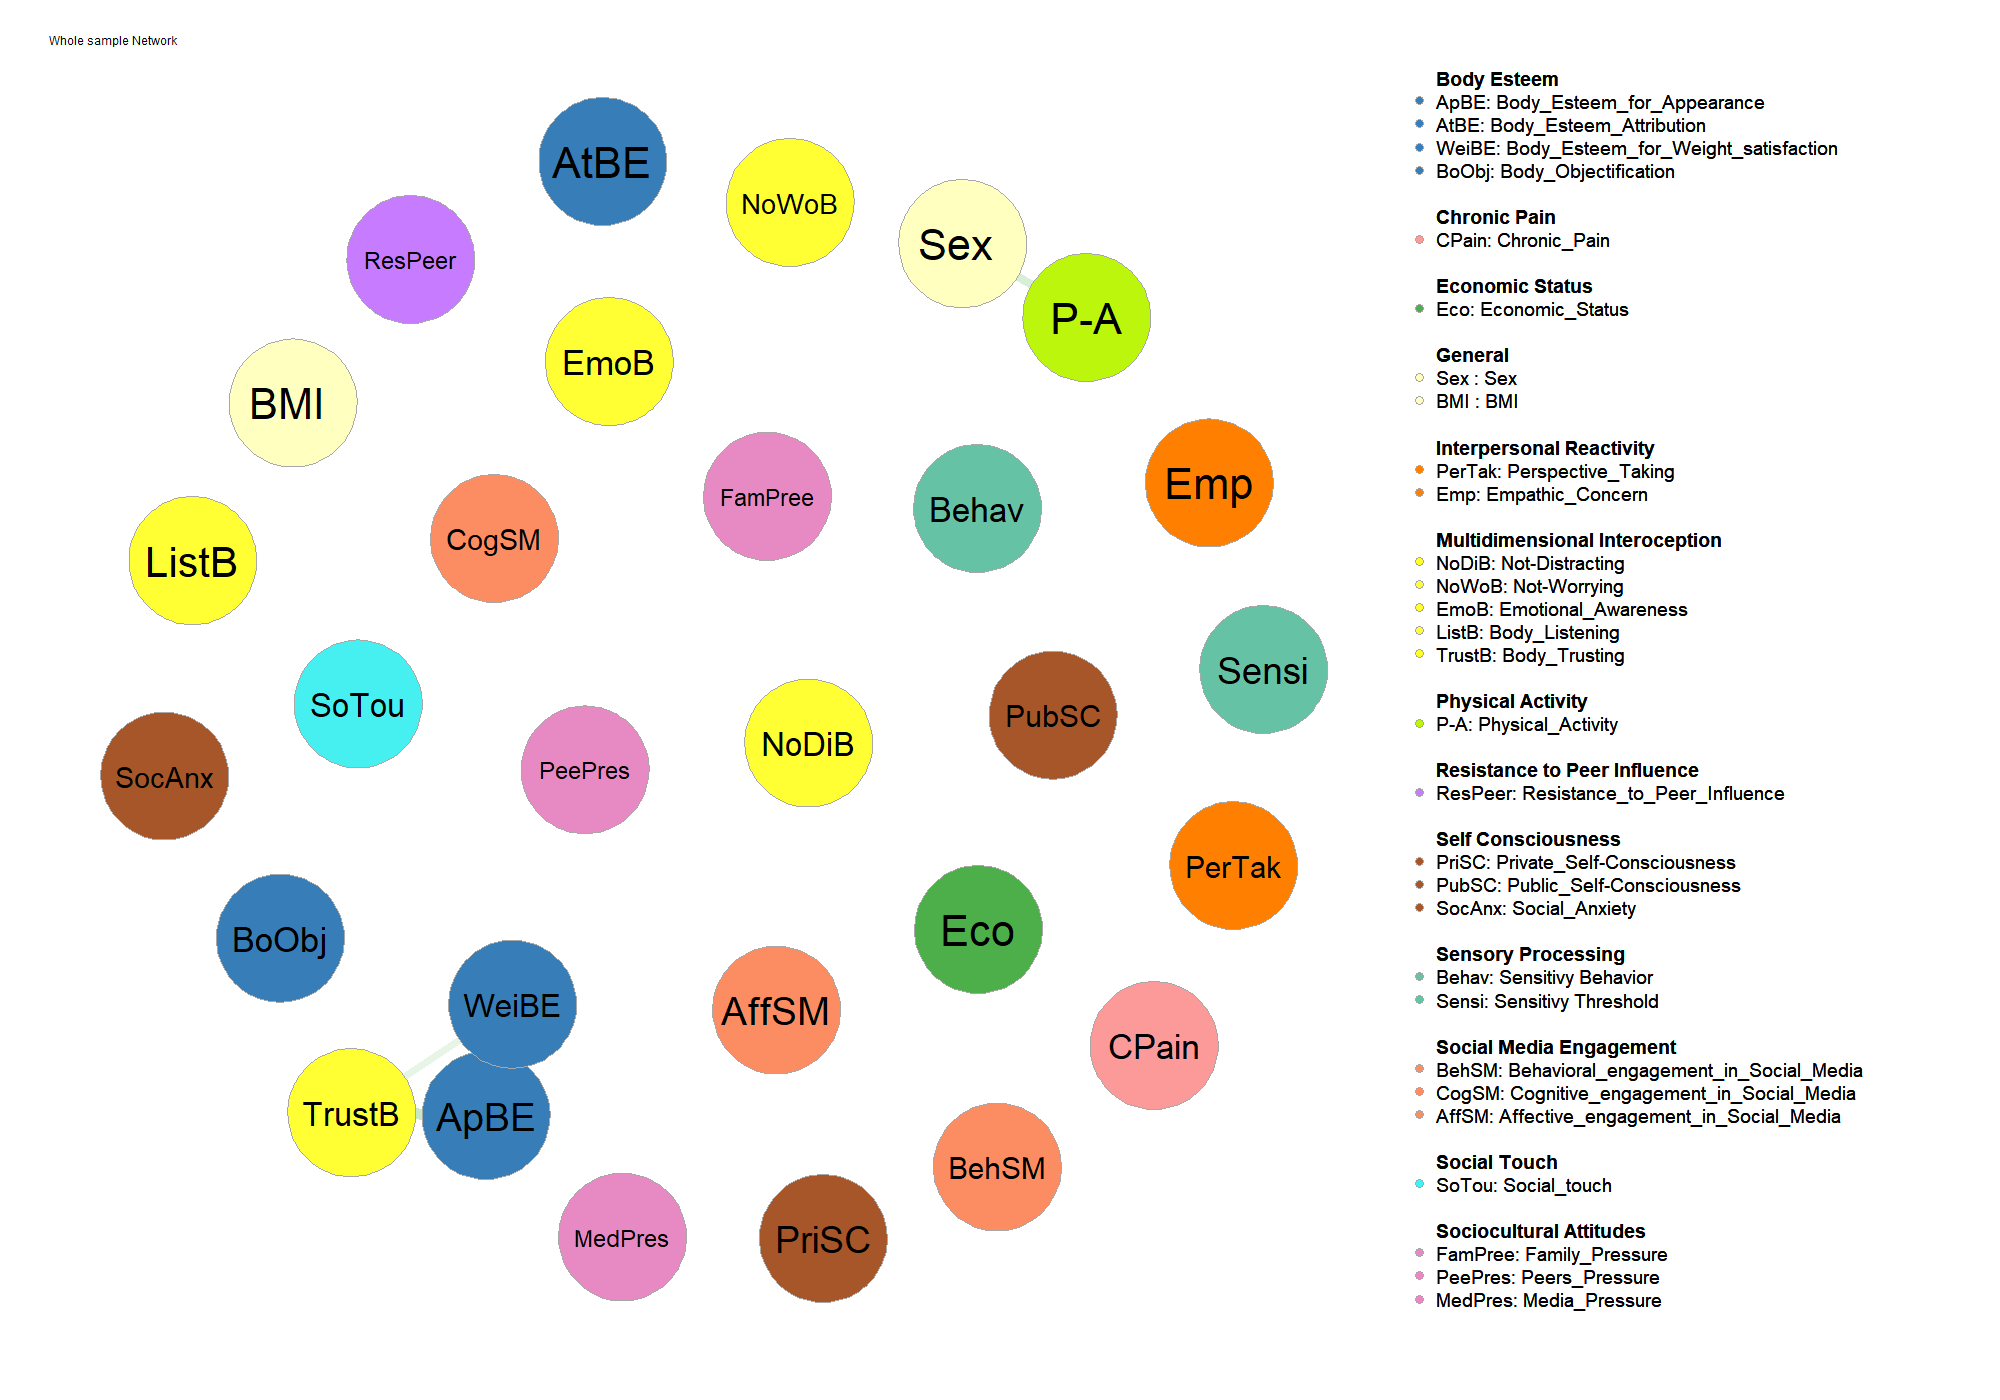 Whole sample Network
AtBE
NoWoB
Sex
ResPeer
P-A
EmoB
BMI
Emp
FamPree
Behav
CogSM
ListB
Sensi
SoTou
PubSC
NoDiB
PeePres
SocAnx
PerTak
Eco
BoObj
WeiBE
AffSM
CPain
TrustB
ApBE
BehSM
MedPres
PriSC
Body Esteem
ApBE: Body_Esteem_for_Appearance
AtBE: Body_Esteem_Attribution
WeiBE: Body_Esteem_for_Weight_satisfaction
BoObj: Body_Objectification
Chronic Pain
CPain: Chronic_Pain
Economic Status
Eco: Economic_Status
General
Sex : Sex
BMI : BMI
Interpersonal Reactivity
PerTak: Perspective_Taking
Emp: Empathic_Concern
Multidimensional Interoception
NoDiB: Not-Distracting
NoWoB: Not-Worrying
EmoB: Emotional_Awareness
ListB: Body_Listening
TrustB: Body_Trusting
Physical Activity
P-A: Physical_Activity
Resistance to Peer Influence
ResPeer: Resistance_to_Peer_Influence
Self Consciousness
PriSC: Private_Self-Consciousness
PubSC: Public_Self-Consciousness
SocAnx: Social_Anxiety
Sensory Processing
Behav: Sensitivy Behavior
Sensi: Sensitivy Threshold
Social Media Engagement
BehSM: Behavioral_engagement_in_Social_Media
CogSM: Cognitive_engagement_in_Social_Media
AffSM: Affective_engagement_in_Social_Media
Social Touch
SoTou: Social_touch
Sociocultural Attitudes
FamPree: Family_Pressure
PeePres: Peers_Pressure
MedPres: Media_Pressure